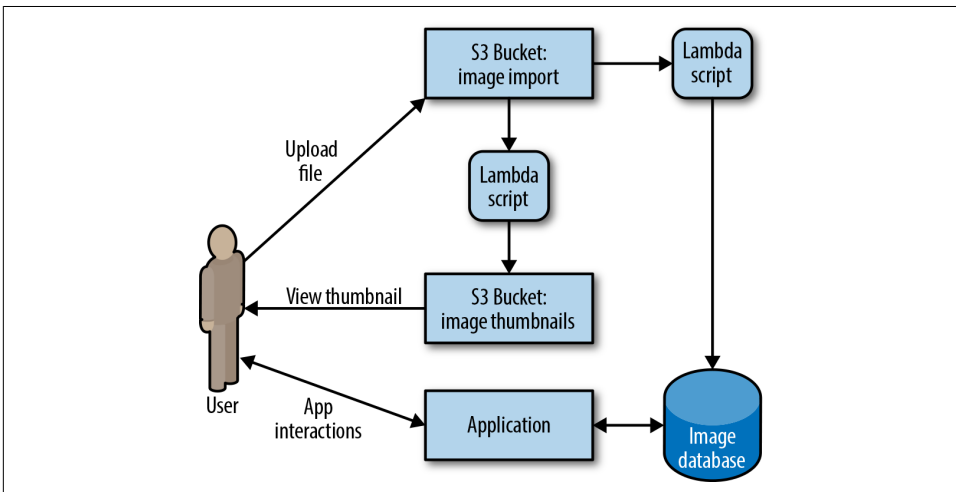 S3 Bucket:
image import
Lambda
script
Upload
file
Lambda
script
View thumbnail
S3 Bucket:
image thumbnails
User
App
interactions
Application
Image
database